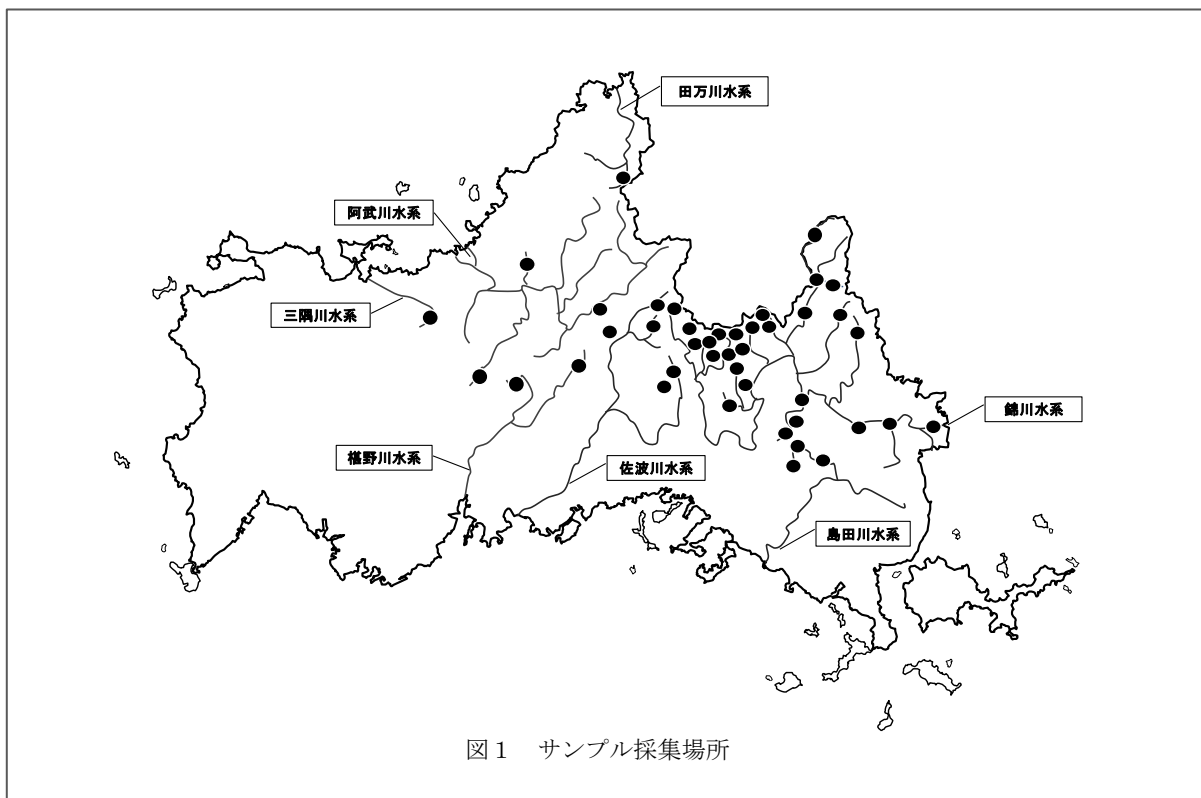 田万川水系
阿武川水系
三隅川水系
錦川水系
椹野川水系
佐波川水系
島田川水系
図1 サンプル採集場所